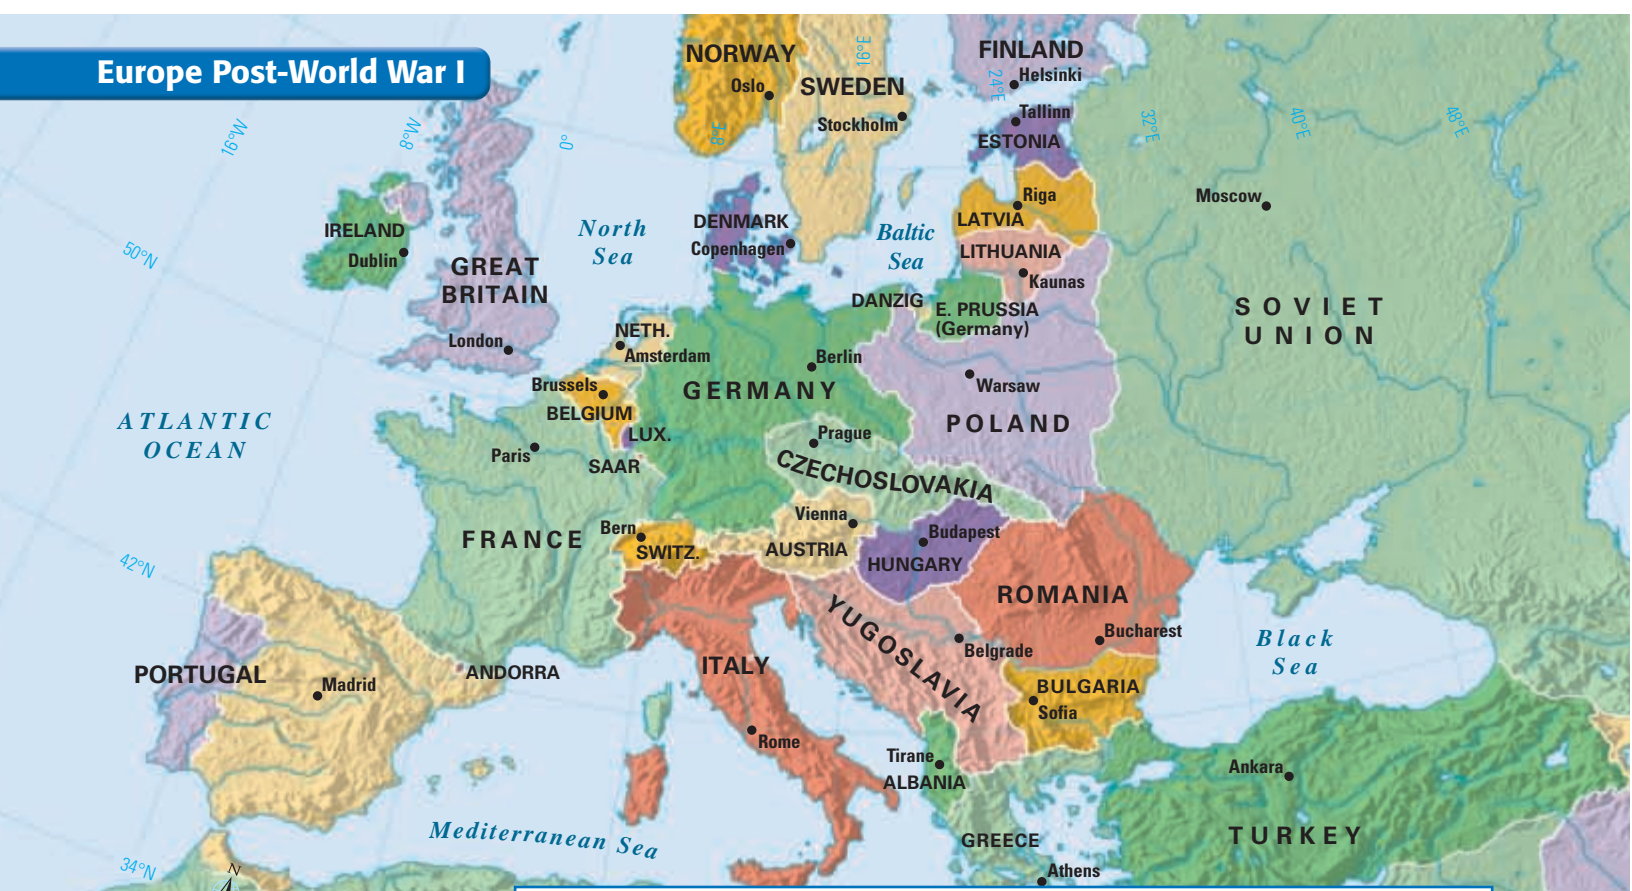 Europe Post-World War I
NORWAY
Oslo
SWEDEN
Stockholm
16°E
FINLAND
Helsinki
24°E
Tallinn
ESTONIA
32°E
40°E
48°E
16°W
8°W
0°
8°E
Riga
LATVIA
Moscow
IRELAND
Dublin
North
Sea
DENMARK
Copenhagen
Baltic
Sea
LITHUANIA
Kaunas
50°N
GREAT
BRITAIN
London
DANZIG
E. PRUSSIA
(Germany)
SOVIET
UNION
NETH.
Amsterdam
Berlin
GERMANY
Warsaw
POLAND
Brussels
BELGIUM
LUX.
ATLANTIC
OCEAN
Paris
SAAR
Prague
CZECHOSLOVAKIA
Vienna
AUSTRIA
Budapest
HUNGARY
FRANCE
Bern
SWITZ.
42°N
ROMANIA
Bucharest
YUGOSLAVIA
Belgrade
Black
Sea
PORTUGAL
Madrid
ANDORRA
ITALY
Rome
BULGARIA
Sofia
Tirane
ALBANIA
Ankara
TURKEY
Mediterranean Sea
GREECE
Athens
34°N
N